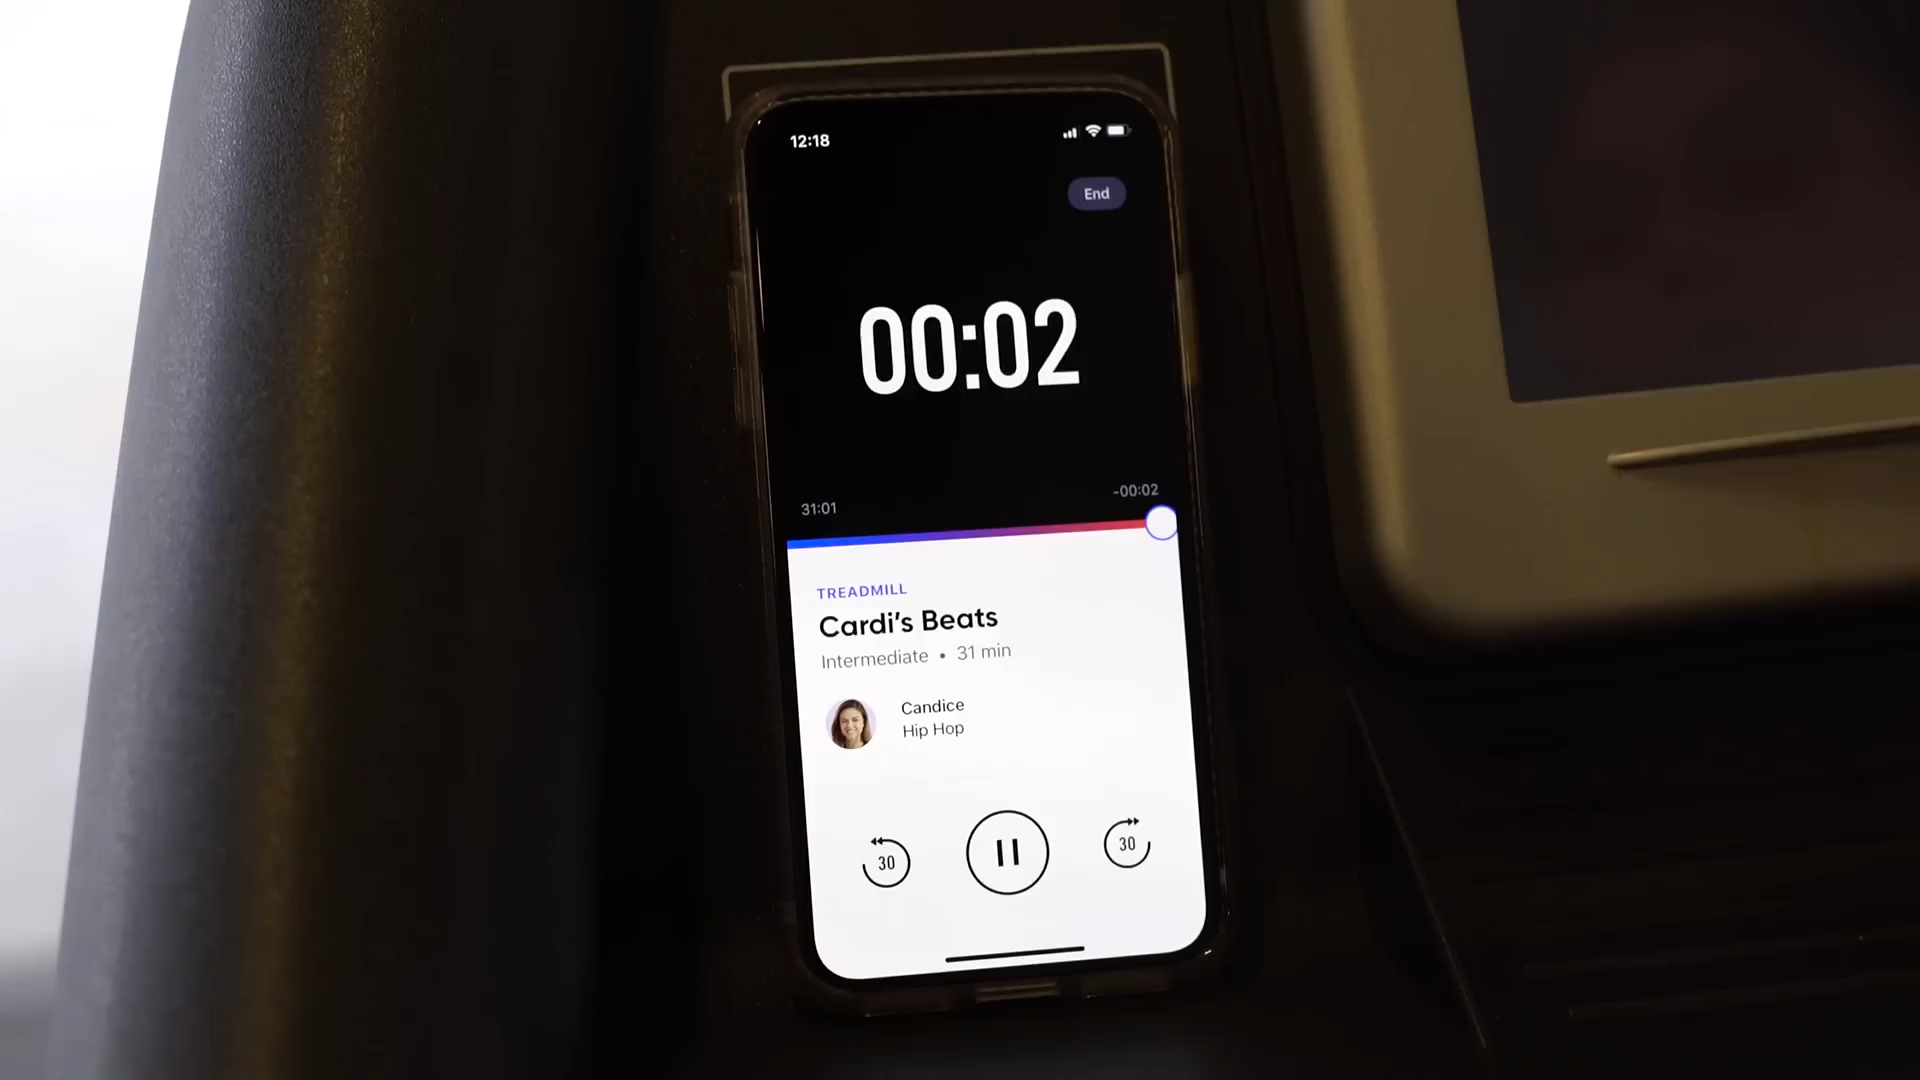 12:18
End
00:02
31:01
-00:02
TREADMILL
Cardi's Beats
Intermediate • 31 min
Candice
Hip Hop
30
30